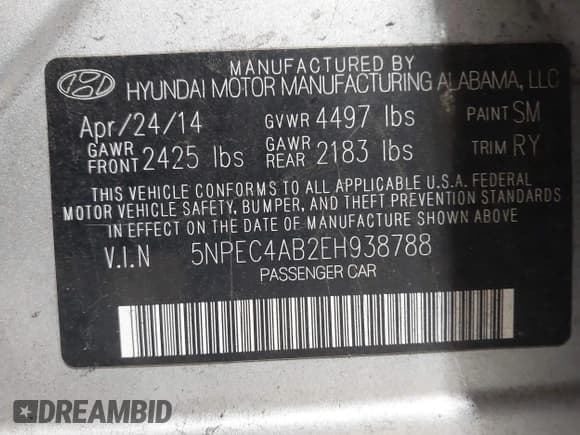 MANUFACTURED BY
HYUNDAI MOTOR MANUFACTURING ALABAMA, LLC
Apr/24/14 GVWR 4497 lbs PAINT SM
GAWR FRONT 2425 lbs GAWR REAR 2183 lbs TRIM RY
THIS VEHICLE CONFORMS TO ALL APPLICABLE U.S.A. FEDERAL
MOTOR VEHICLE SAFETY, BUMPER, AND THEFT PREVENTION STANDARDS
IN EFFECT ON THE DATE OF MANUFACTURE SHOWN ABOVE
V.I.N 5NPEC4AB2EH938788
PASSENGER CAR
DREAMBID